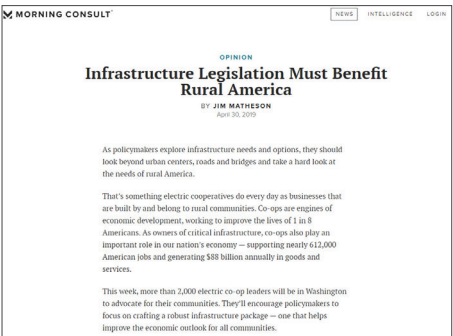 MORNING CONSULT
NEWS INTELLIGENCE LOGIN
OPINION
Infrastructure Legislation Must Benefit
Rural America
BY JIM MATHESON
April 30, 2019
As policymakers explore infrastructure needs and options, they should
look beyond urban centers, roads and bridges and take a hard look at
the needs of rural America.
That's something electric cooperatives do every day as businesses that
are built by and belong to rural communities. Co-ops are engines of
economic development, working to improve the lives of 1 in 8
Americans. As owners of critical infrastructure, co-ops also play an
important role in our nation's economy — supporting nearly 612,000
American jobs and generating $88 billion annually in goods and
services.
This week, more than 2,000 electric co-op leaders will be in Washington
to advocate for their communities. They'll encourage policymakers to
focus on crafting a robust infrastructure package — one that helps
improve the economic outlook for all communities.